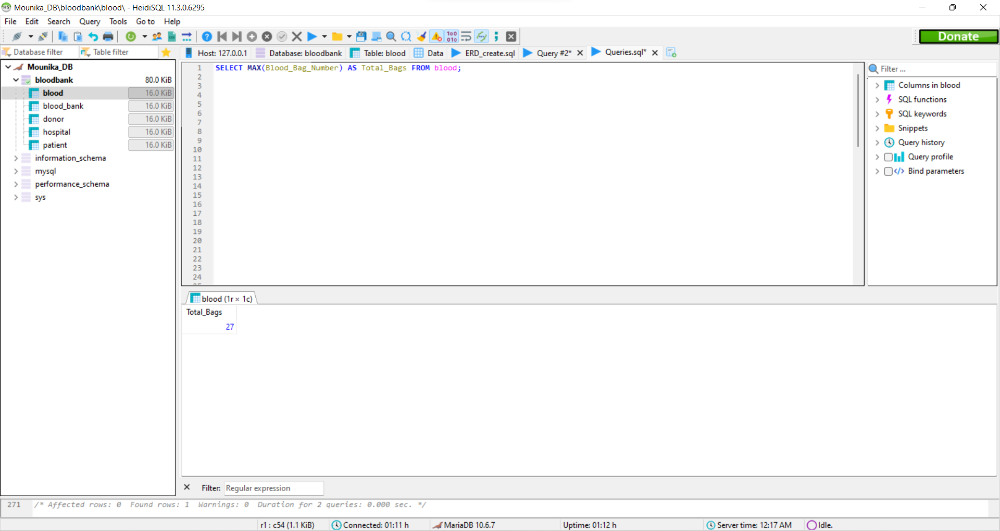 Mounika_DB\bloodbank\blood\ - HeidiSQL 11.3.0.6295
File Edit Search Query Tools Go to Help
Donate
Database filter Table filter
Host: 127.0.0.1 Database: bloodbank Table: blood Data ERD_create.sql Query #2* Queries.sql*
Mounika_DB
bloodbank 80.0 KiB
blood 16.0 KiB
blood_bank 16.0 KiB
donor 16.0 KiB
hospital 16.0 KiB
patient 16.0 KiB
information_schema
mysql
performance_schema
sys
1 SELECT MAX(Blood_Bag_Number) AS Total_Bags FROM blood;
2
3
4
5
6
7
8
9
10
11
12
13
14
15
16
17
18
19
20
21
22
23
24
Filter ...
Columns in blood
SQL functions
SQL keywords
Snippets
Query history
Query profile
Bind parameters
blood (1r × 1c)
Total_Bags
27
Filter: Regular expression
271 /* Affected rows: 0 Found rows: 1 Warnings: 0 Duration for 2 queries: 0.000 sec. */
r1 : c54 (1.1 KiB) Connected: 01:11 h MariaDB 10.6.7 Uptime: 01:12 h Server time: 12:17 AM Idle.